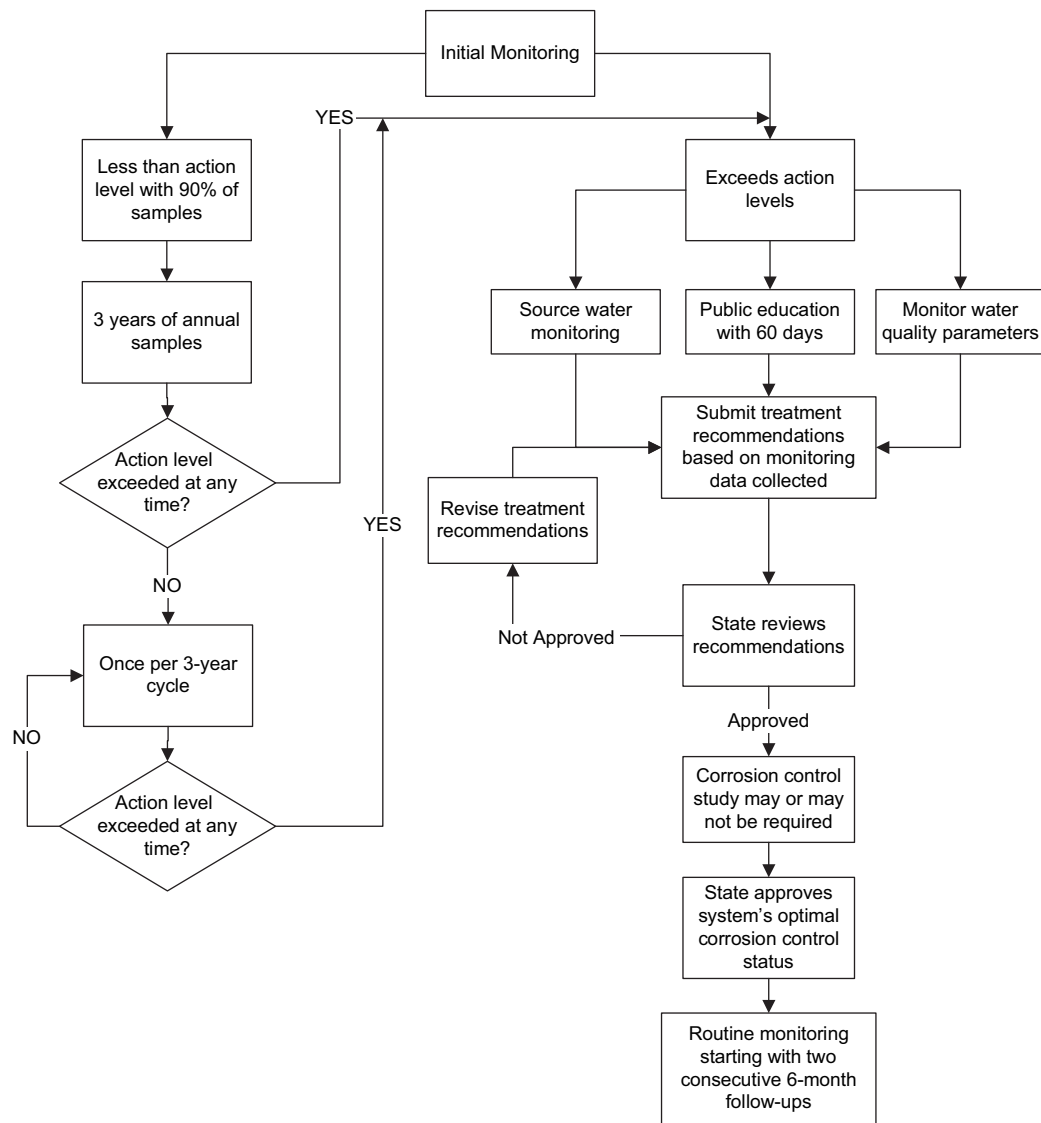 Initial Monitoring
YES
Less than action
level with 90% of
samples
Exceeds action
levels
3 years of annual
samples
Source water
monitoring
Public education
with 60 days
Monitor water
quality parameters
Action level
exceeded at any
time?
Submit treatment
recommendations
based on monitoring
data collected
Revise treatment
recommendations
YES
NO
Not Approved
State reviews
recommendations
Once per 3-year
cycle
Approved
NO
Action level
exceeded at any
time?
Corrosion control
study may or may
not be required
State approves
system’s optimal
corrosion control
status
Routine monitoring
starting with two
consecutive 6-month
follow-ups